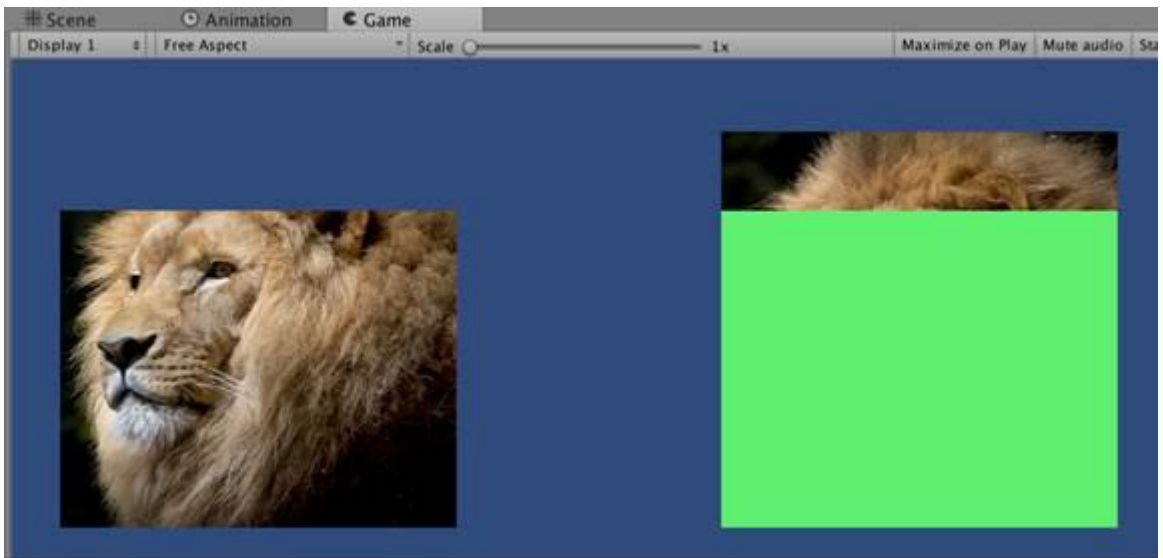 Scene Animation Game
Display 1 Free Aspect Scale 1x Maximize on Play Mute audio